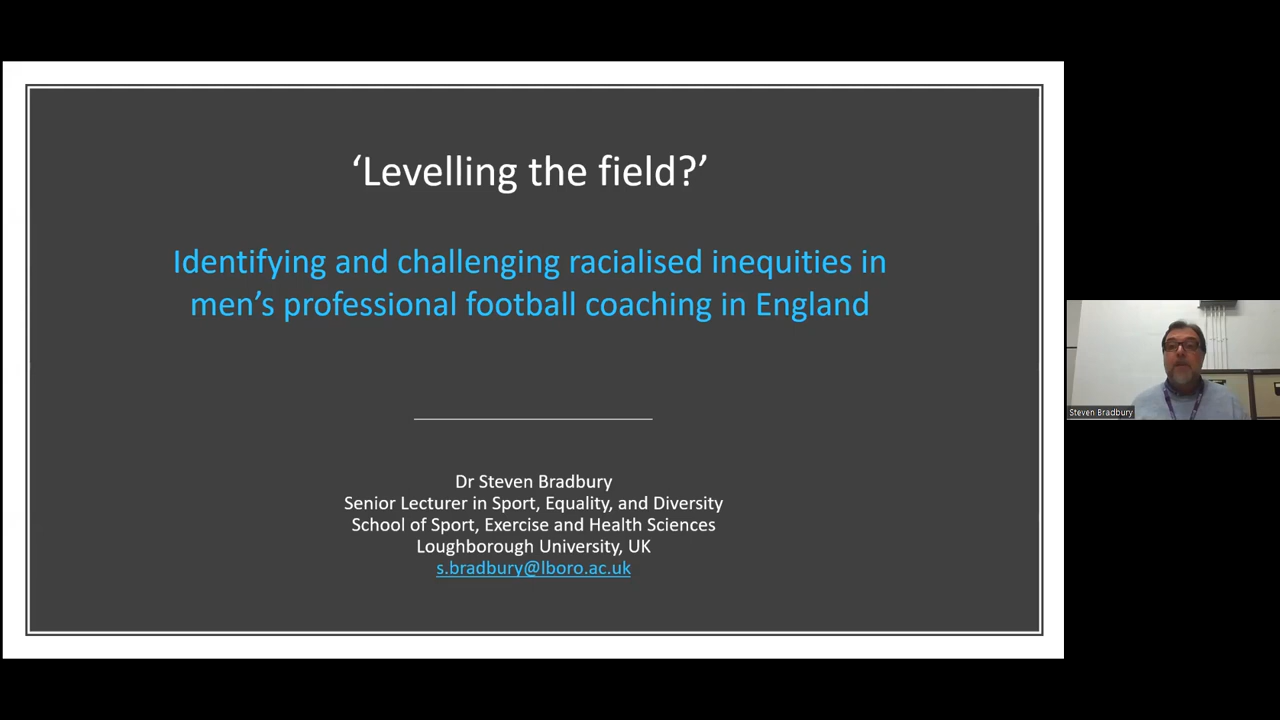 ‘Levelling the field?’
Identifying and challenging racialised inequities in
men’s professional football coaching in England
Dr Steven Bradbury
Senior Lecturer in Sport, Equality, and Diversity
School of Sport, Exercise and Health Sciences
Loughborough University, UK
s.bradbury@lboro.ac.uk
Steven Bradbury